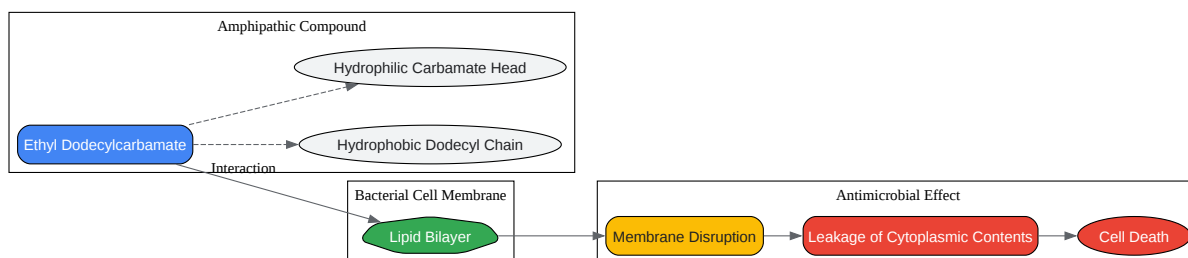 Amphipathic Compound
Hydrophilic Carbamate Head
Ethyl Dodecylcarbamate
Hydrophobic Dodecyl Chain
Interaction
Bacterial Cell Membrane
Antimicrobial Effect
Lipid Bilayer
Membrane Disruption
Leakage of Cytoplasmic Contents
Cell Death